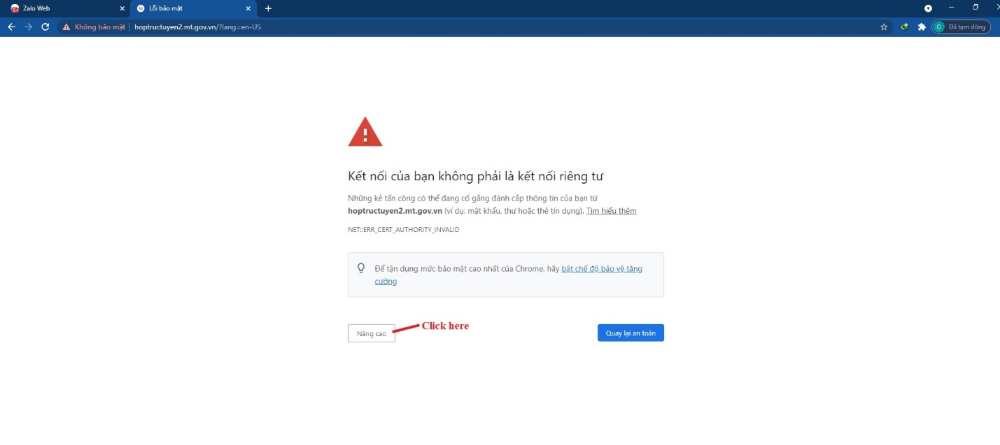 Zalo Web
Lỗi bảo mật
Không bảo mật
hoptructuyen2.mt.gov.vn/?lang=en-US
C
Đã tạm dừng
Kết nối của bạn không phải là kết nối riêng tư
Những kẻ tấn công có thể đang cố gắng đánh cắp thông tin của bạn từ
hoptructuyen2.mt.gov.vn (ví dụ: mật khẩu, thư hoặc thẻ tín dụng). Tìm hiểu thêm
NET::ERR_CERT_AUTHORITY_INVALID
Để tận dụng mức bảo mật cao nhất của Chrome, hãy bật chế độ bảo vệ tăng
cường
Nâng cao
Click here
Quay lại an toàn